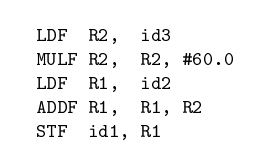 LDF R2, id3
MULF R2, R2, #60.0
LDF R1, id2
ADDF R1, R1, R2
STF id1, R1